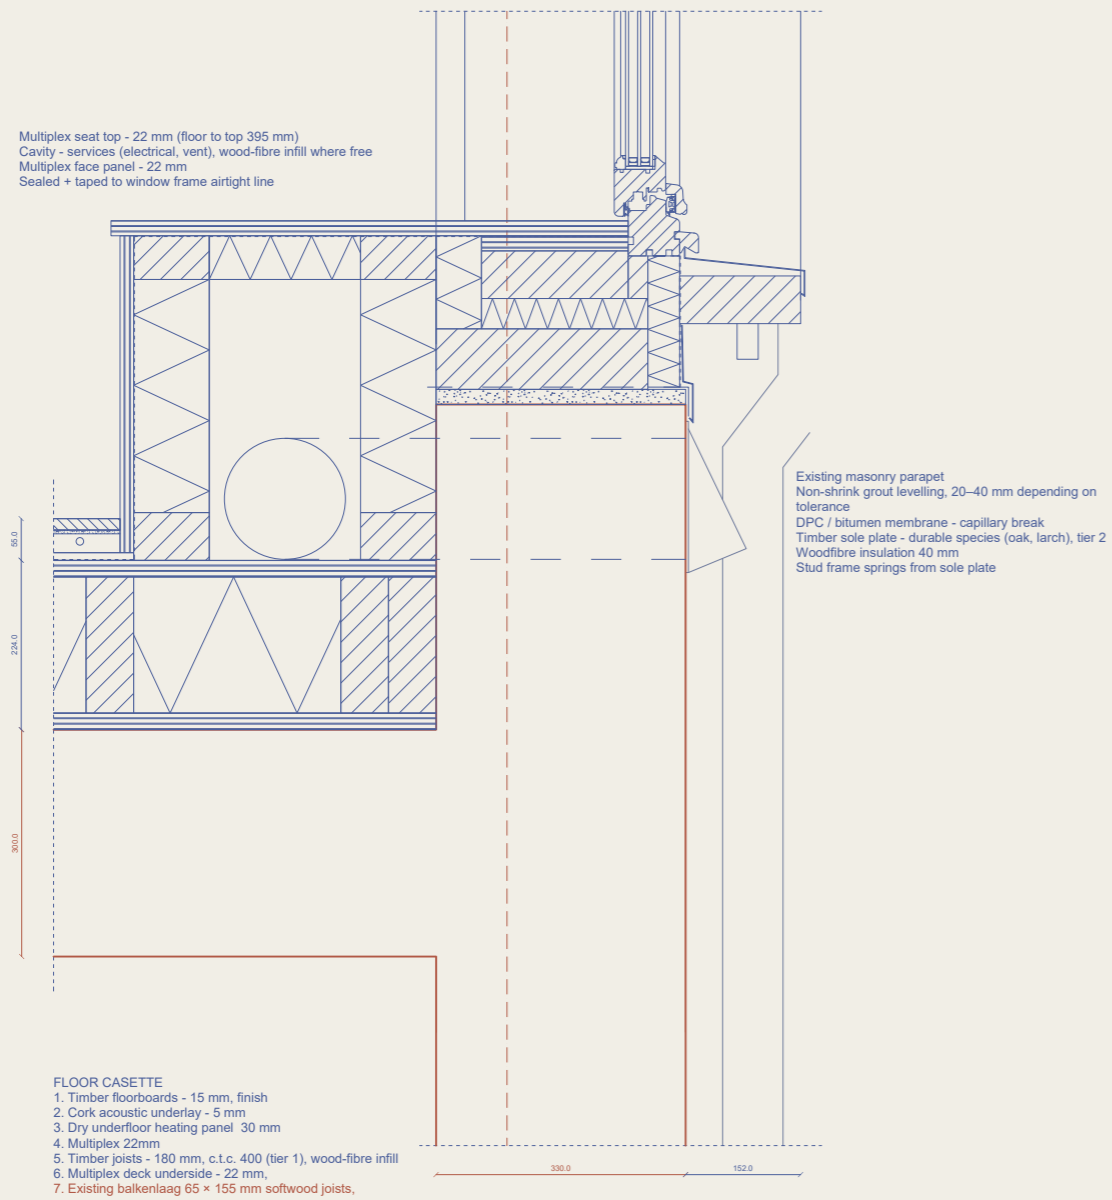 Multiplex seat top - 22 mm (floor to top 395 mm)
Cavity - services (electrical, vent), wood-fibre infill where free
Multiplex face panel - 22 mm
Sealed + taped to window frame airtight line
Existing masonry parapet
Non-shrink grout levelling, 20–40 mm depending on
tolerance
DPC / bitumen membrane - capillary break
Timber sole plate - durable species (oak, larch), tier 2
Woodfibre insulation 40 mm
Stud frame springs from sole plate
55.0
224.0
300.0
FLOOR CASETTE
1. Timber floorboards - 15 mm, finish
2. Cork acoustic underlay - 5 mm
3. Dry underfloor heating panel  30 mm
4. Multiplex 22mm
5. Timber joists - 180 mm, c.t.c. 400 (tier 1), wood-fibre infill
6. Multiplex deck underside - 22 mm,
7. Existing balkenlaag 65 × 155 mm softwood joists,
330.0
152.0